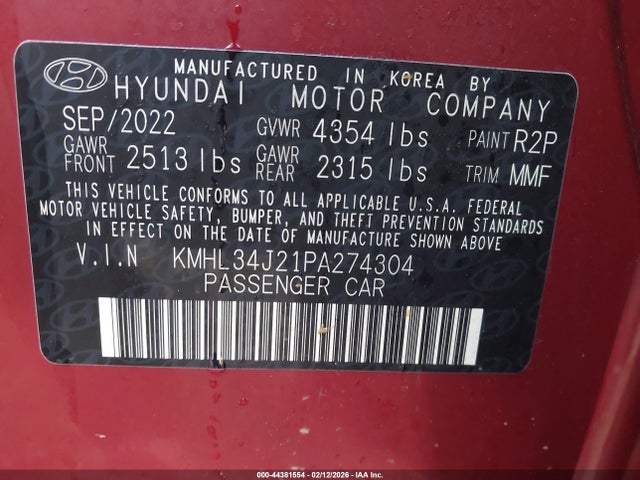 MANUFACTURED IN KOREA BY
HYUNDAI MOTOR COMPANY
SEP/2022 GVWR 4354 lbs PAINT R2P
GAWR FRONT 2513 lbs GAWR REAR 2315 lbs TRIM MMF
THIS VEHICLE CONFORMS TO ALL APPLICABLE U.S.A. FEDERAL
MOTOR VEHICLE SAFETY, BUMPER, AND THEFT PREVENTION STANDARDS
IN EFFECT ON THE DATE OF MANUFACTURE SHOWN ABOVE
V.I.N KMHL34J21PA274304
PASSENGER CAR
000-44381554 - 02/12/2026 - IAA Inc.